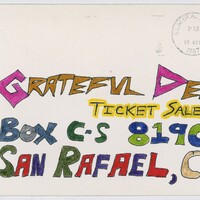 GRATEFUL DE
TICKET SALE
BOX C-S 8190
SAN RAFAEL, C